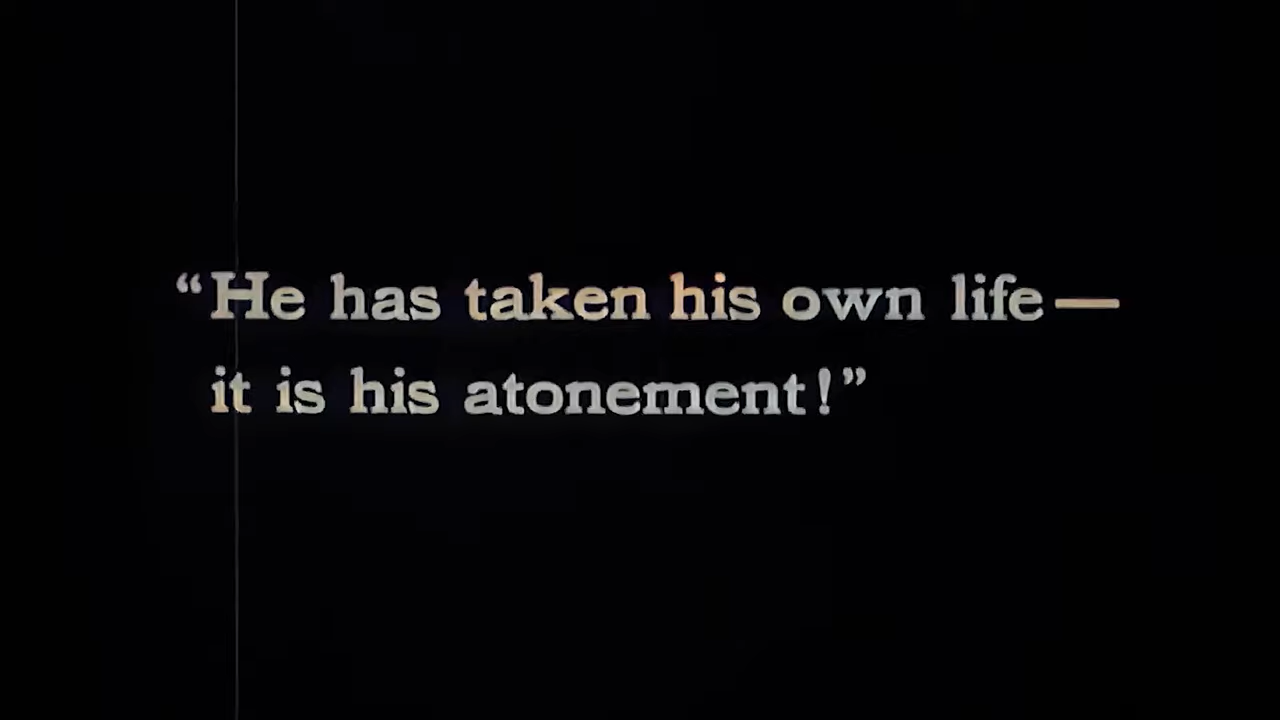 “He has taken his own life—
it is his atonement!”